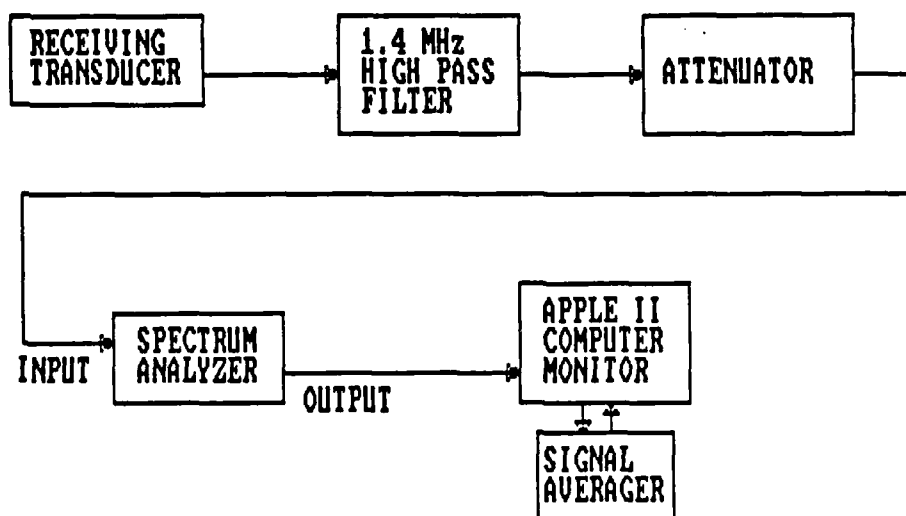 RECEIVING
TRANSDUCER
1.4 MHz
HIGH PASS
FILTER
ATTENUATOR
INPUT
SPECTRUM
ANALYZER
OUTPUT
APPLE II
COMPUTER
MONITOR
SIGNAL
AVERAGER